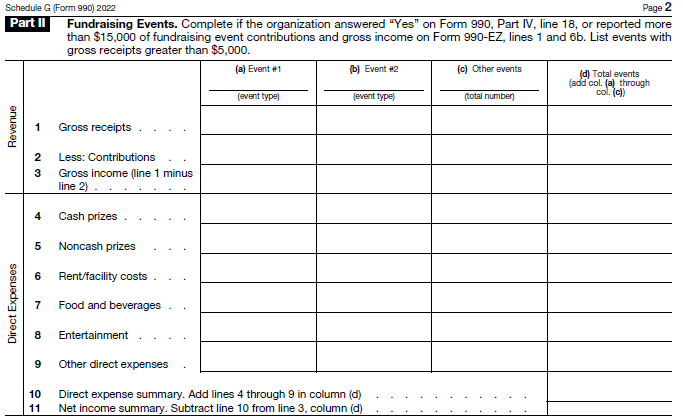 Schedule G (Form 990) 2022 Page 2
Part II Fundraising Events. Complete if the organization answered “Yes” on Form 990, Part IV, line 18, or reported more
than $15,000 of fundraising event contributions and gross income on Form 990-EZ, lines 1 and 6b. List events with
gross receipts greater than $5,000.
(a) Event #1 (b) Event #2 (c) Other events (d) Total events
(add col. (a) through
col. (c))
(event type) (event type) (total number)
Revenue
1 Gross receipts . . . .
2 Less: Contributions . .
3 Gross income (line 1 minus
line 2) . . . . . . .
Direct Expenses
4 Cash prizes . . . . .
5 Noncash prizes . . .
6 Rent/facility costs . . .
7 Food and beverages . .
8 Entertainment . . . .
9 Other direct expenses .
10 Direct expense summary. Add lines 4 through 9 in column (d) . . . . . . . . . .
11 Net income summary. Subtract line 10 from line 3, column (d) . . . . . . . . . .